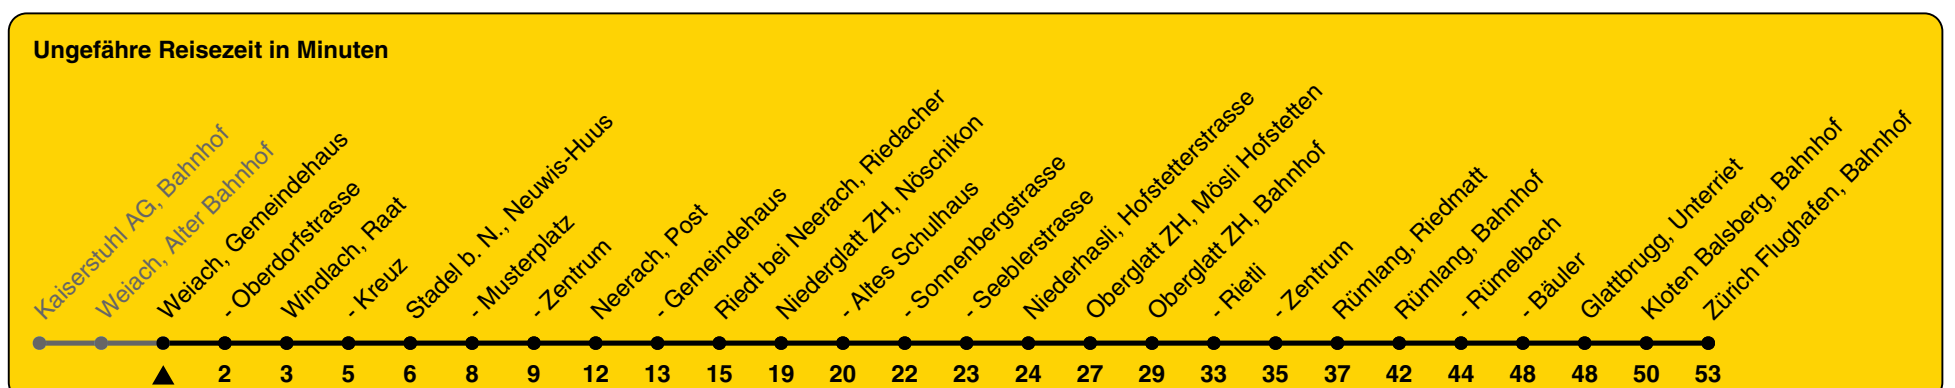 Ungefähre Reisezeit in Minuten
Kaiserstuhl AG, Bahnhof
Weiach, Alter Bahnhof
Weiach, Gemeindehaus
- Oberdorfstrasse
Windlach, Raat
- Kreuz
Stadel b. N., Neuwis-Huus
- Musterplatz
- Zentrum
Neerach, Post
- Gemeindehaus
Riedt bei Neerach, Riedacher
Niederglatt ZH, Nöschikon
- Altes Schulhaus
- Sonnenbergstrasse
- Seeblerstrasse
Niederhasli, Hofstetterstrasse
Oberglatt ZH, Mösli Hofstetten
Oberglatt ZH, Bahnhof
- Rietli
- Zentrum
Rümlang, Riedmatt
Rümlang, Bahnhof
- Rümelbach
- Bäuler
Glattbrugg, Unterriet
Kloten Balsberg, Bahnhof
Zürich Flughafen, Bahnhof
2 3 5 6 8 9 12 13 15 19 20 22 23 24 27 29 33 35 37 42 44 48 48 50 53